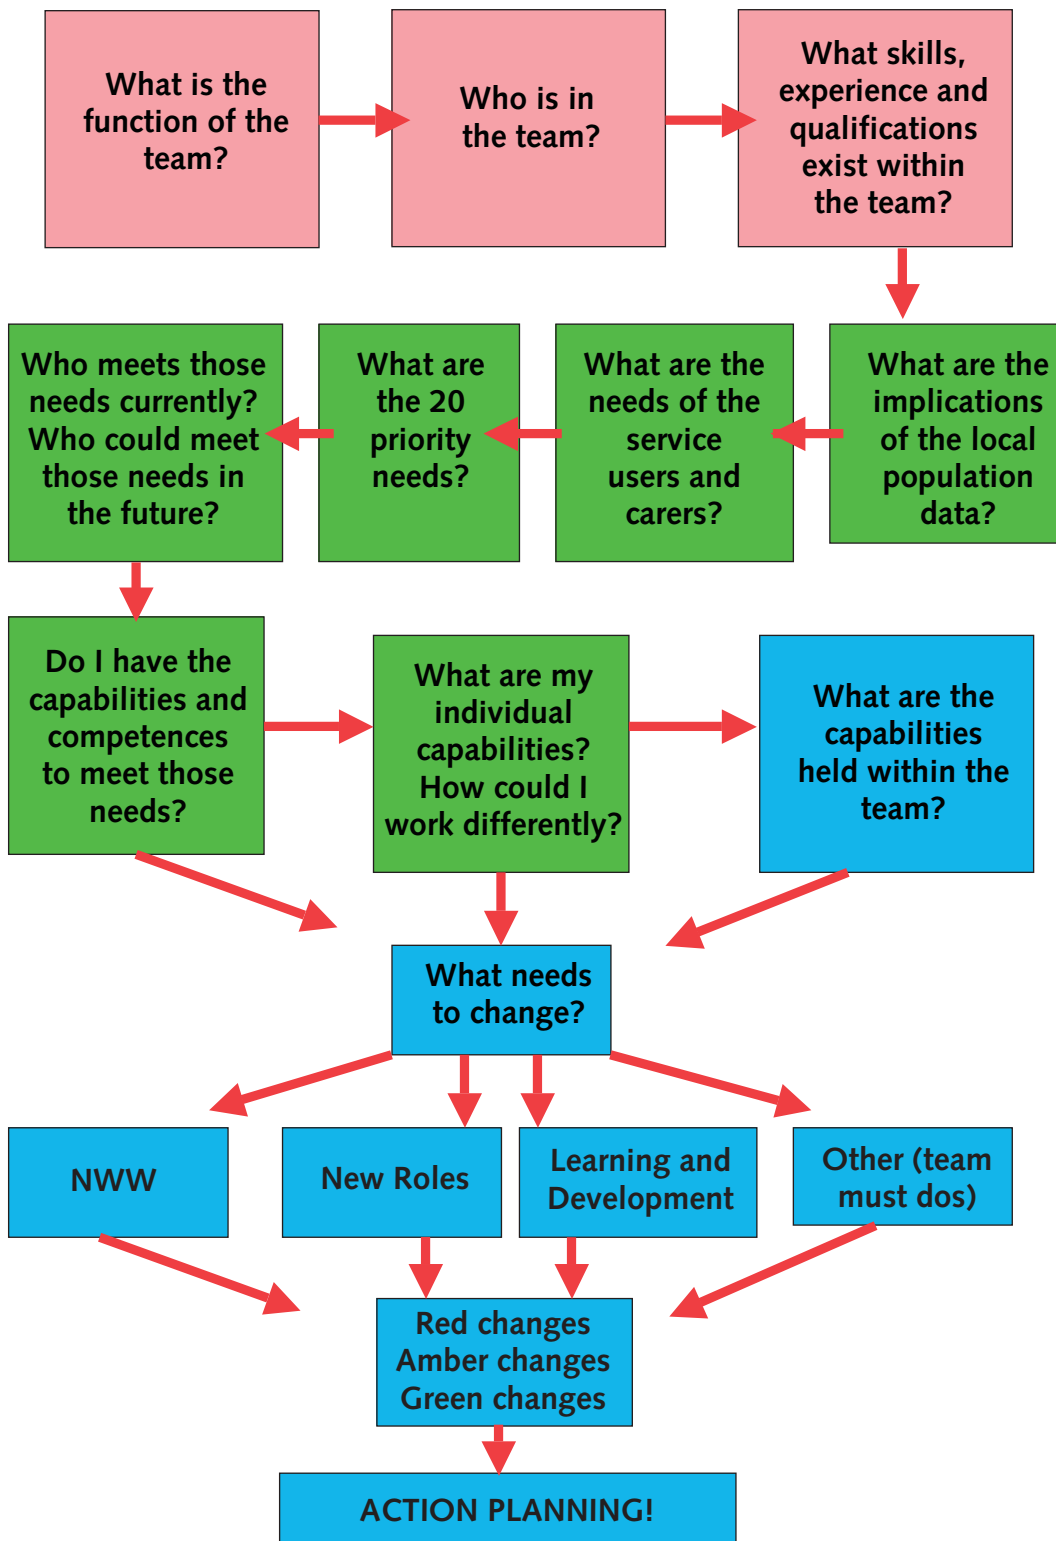 What is the
function of the
team?
Who is in
the team?
What skills,
experience and
qualifications
exist within
the team?
What are the
implications
of the local
population
data?
What are the
needs of the
service
users and
carers?
What are
the 20
priority
needs?
Who meets those
needs currently?
Who could meet
those needs in
the future?
Do I have the
capabilities and
competences
to meet those
needs?
What are my
individual
capabilities?
How could I
work differently?
What are the
capabilities
held within the
team?
What needs
to change?
NWW
New Roles
Learning and
Development
Other (team
must dos)
Red changes
Amber changes
Green changes
ACTION PLANNING!